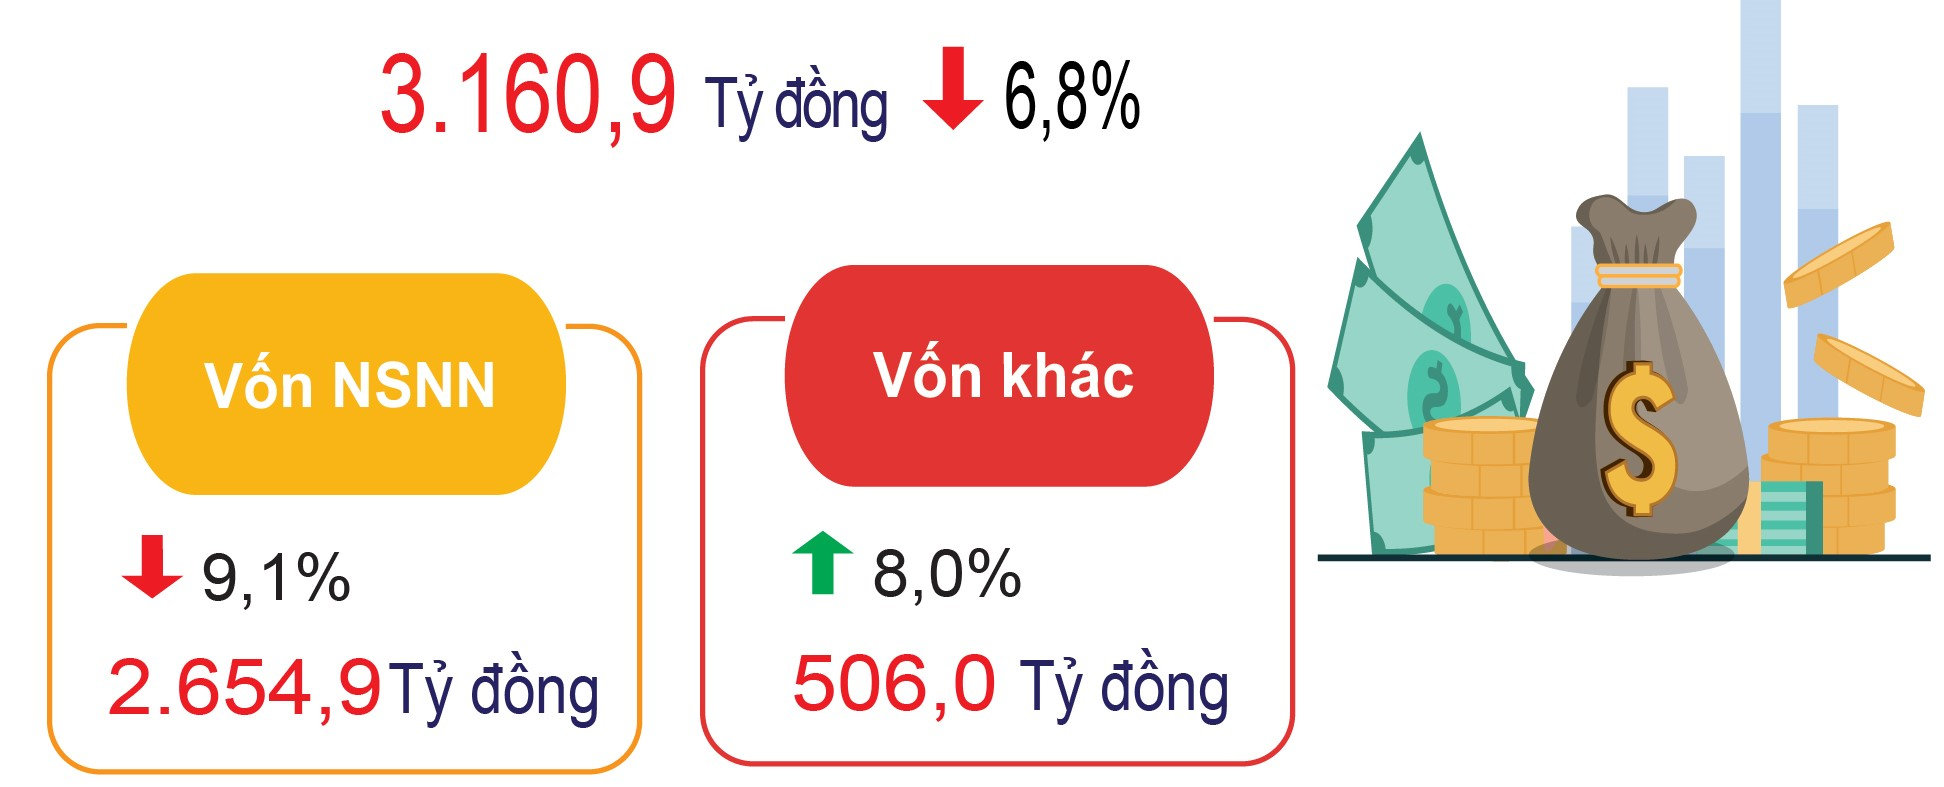 3.160,9 Tỷ đồng 6,8%
Vốn NSNN
9,1%
2.654,9 Tỷ đồng
Vốn khác
8,0%
506,0 Tỷ đồng
$